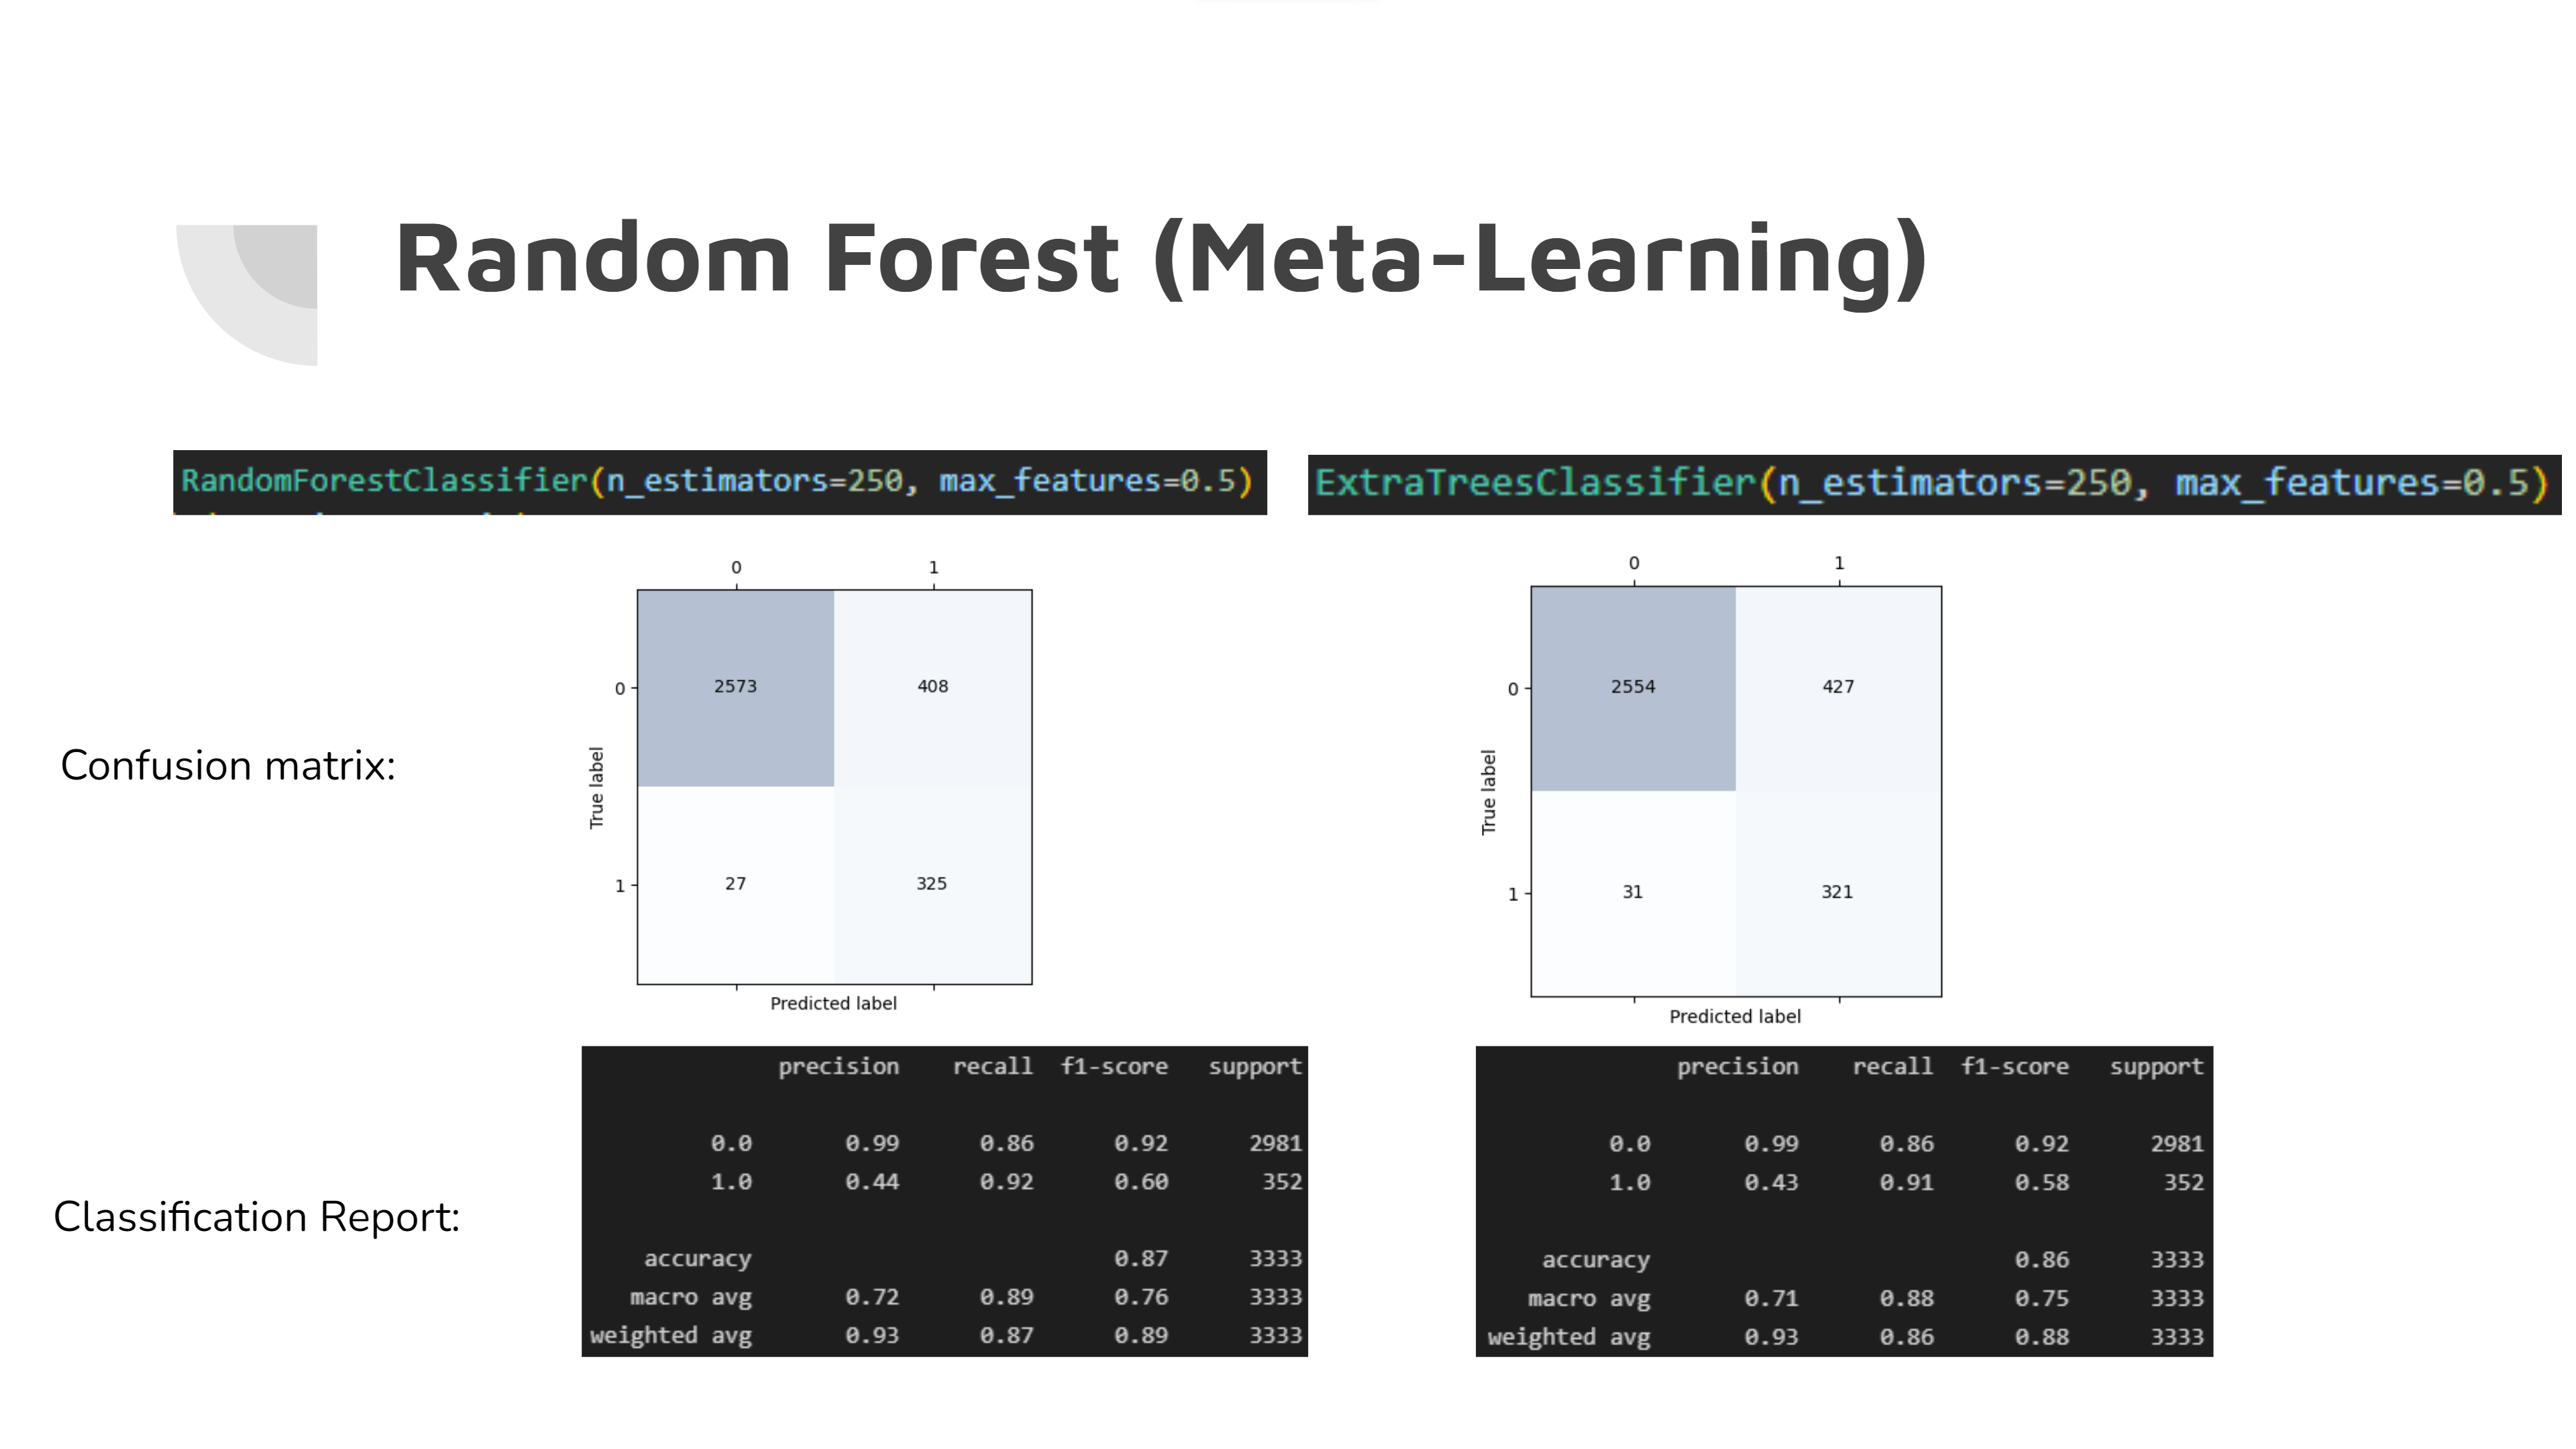 Random Forest (Meta-Learning)
RandomForestClassifier(n_estimators=250, max_features=0.5)
ExtraTreesClassifier(n_estimators=250, max_features=0.5)
Confusion matrix:
0 1
0 2573 408
True label
1 27 325
Predicted label
0 1
0 2554 427
True label
1 31 321
Predicted label
Classification Report:
precision recall f1-score support
0.0 0.99 0.86 0.92 2981
1.0 0.44 0.92 0.60 352
accuracy 0.87 3333
macro avg 0.72 0.89 0.76 3333
weighted avg 0.93 0.87 0.89 3333
precision recall f1-score support
0.0 0.99 0.86 0.92 2981
1.0 0.43 0.91 0.58 352
accuracy 0.86 3333
macro avg 0.71 0.88 0.75 3333
weighted avg 0.93 0.86 0.88 3333